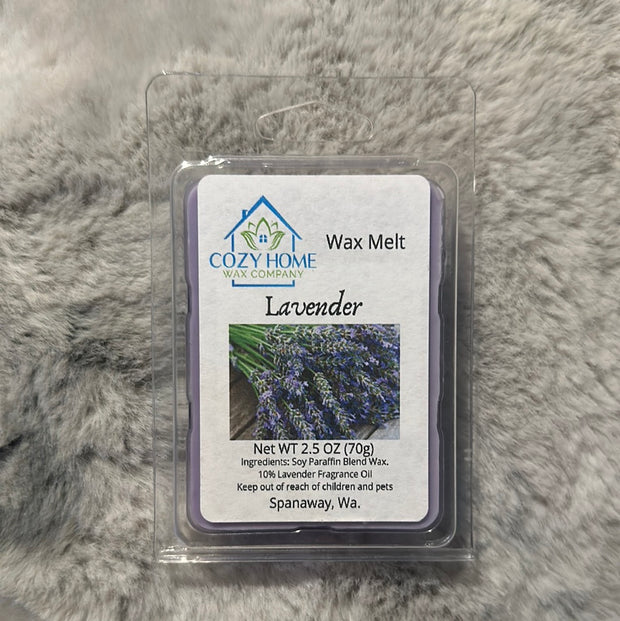 COZY HOME
WAX COMPANY
Wax Melt
Lavender
Net WT 2.5 OZ (70g)
Ingredients: Soy Paraffin Blend Wax.
10% Lavender Fragrance Oil
Keep out of reach of children and pets
Spanaway, Wa.